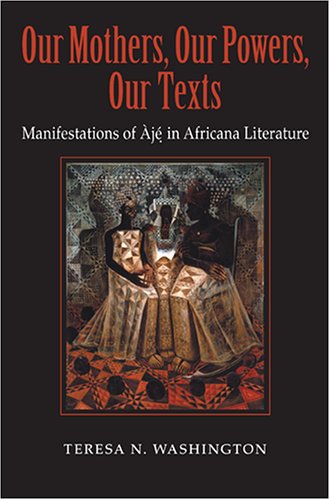 Our Mothers, Our Powers,
Our Texts
Manifestations of Àjẹ́ in Africana Literature
TERESA N. WASHINGTON